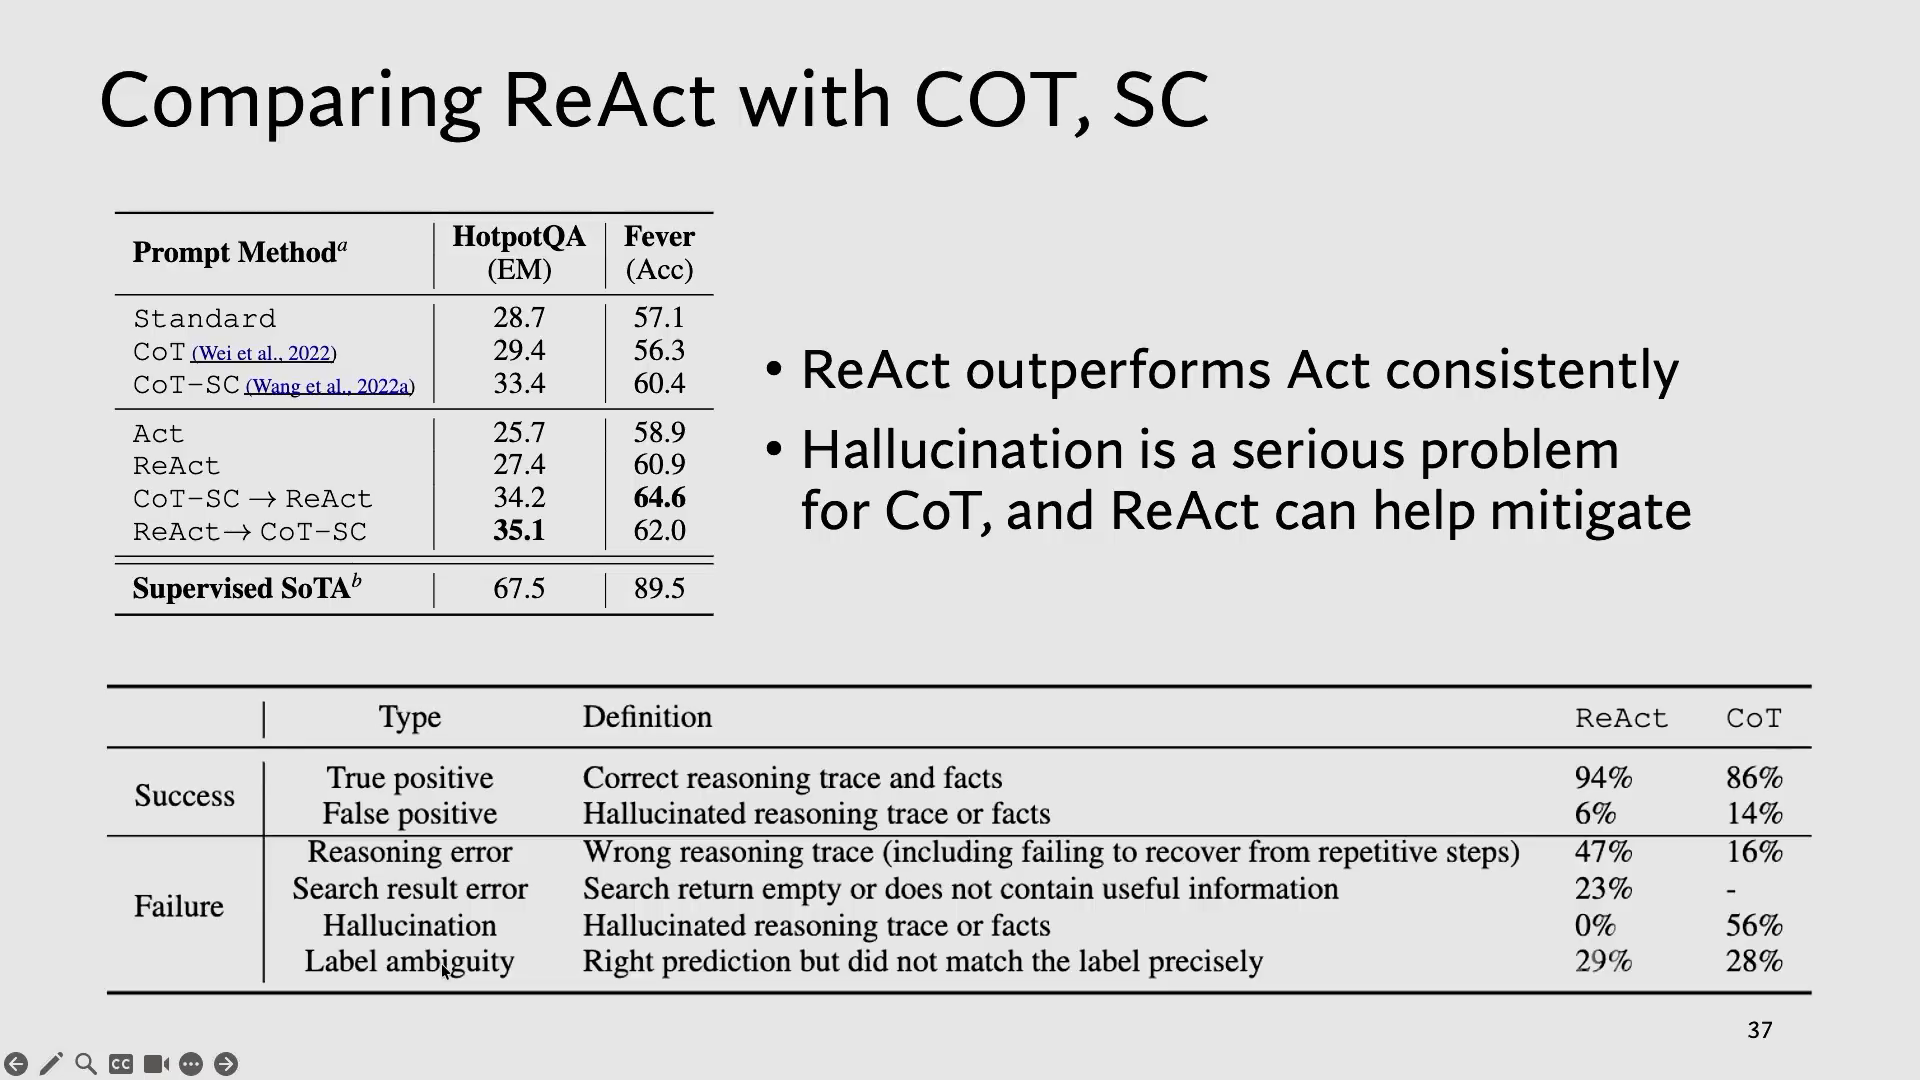 Comparing ReAct with COT, SC
Prompt Methodᵃ HotpotQA (EM) Fever (Acc)
Standard 28.7 57.1
CoT (Wei et al., 2022) 29.4 56.3
CoT-SC (Wang et al., 2022a) 33.4 60.4
Act 25.7 58.9
ReAct 27.4 60.9
CoT-SC → ReAct 34.2 64.6
ReAct → CoT-SC 35.1 62.0
Supervised SoTAᵇ 67.5 89.5
• ReAct outperforms Act consistently
• Hallucination is a serious problem
for CoT, and ReAct can help mitigate
Type Definition ReAct CoT
Success
True positive Correct reasoning trace and facts 94% 86%
False positive Hallucinated reasoning trace or facts 6% 14%
Failure
Reasoning error Wrong reasoning trace (including failing to recover from repetitive steps) 47% 16%
Search result error Search return empty or does not contain useful information 23% -
Hallucination Hallucinated reasoning trace or facts 0% 56%
Label ambiguity Right prediction but did not match the label precisely 29% 28%
37
CC